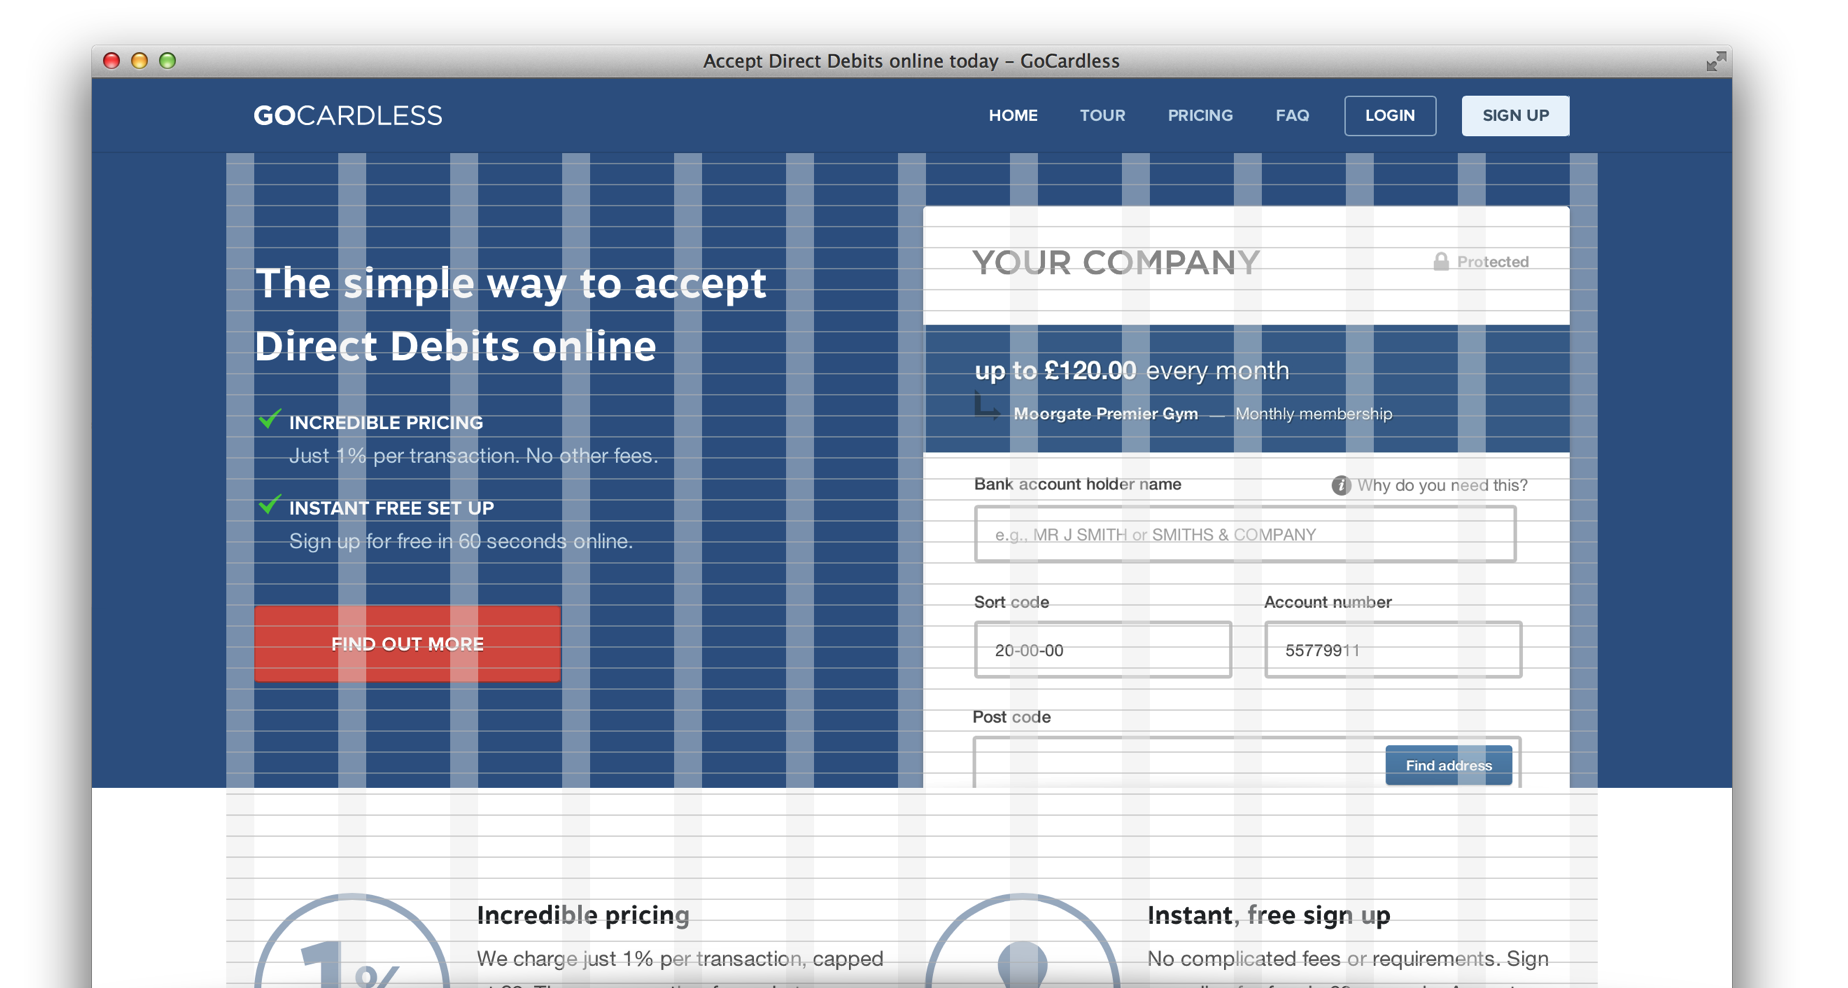 Accept Direct Debits online today – GoCardless
GOCARDLESS
HOME TOUR PRICING FAQ LOGIN SIGN UP
The simple way to accept
Direct Debits online
INCREDIBLE PRICING
Just 1% per transaction. No other fees.
INSTANT FREE SET UP
Sign up for free in 60 seconds online.
FIND OUT MORE
YOUR COMPANY
Protected
up to £120.00 every month
Moorgate Premier Gym — Monthly membership
Bank account holder name
Why do you need this?
e.g., MR J SMITH or SMITHS & COMPANY
Sort code
Account number
20-00-00
55779911
Post code
Find address
1%
Incredible pricing
We charge just 1% per transaction, capped
Instant, free sign up
No complicated fees or requirements. Sign